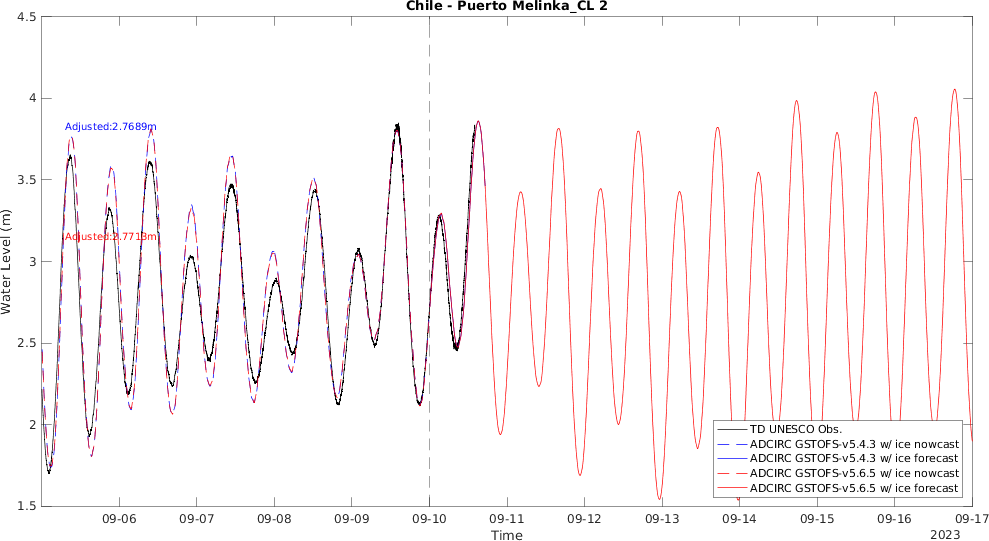 Chile - Puerto Melinka_CL 2
4.5
4
3.5
3
2.5
2
1.5
Water Level (m)
Adjusted:2.7689m
Adjusted:2.7713m
TD UNESCO Obs.
ADCIRC GSTOFS-v5.4.3 w/ ice nowcast
ADCIRC GSTOFS-v5.4.3 w/ ice forecast
ADCIRC GSTOFS-v5.6.5 w/ ice nowcast
ADCIRC GSTOFS-v5.6.5 w/ ice forecast
09-06 09-07 09-08 09-09 09-10 09-11 09-12 09-13 09-14 09-15 09-16 09-17
Time
2023